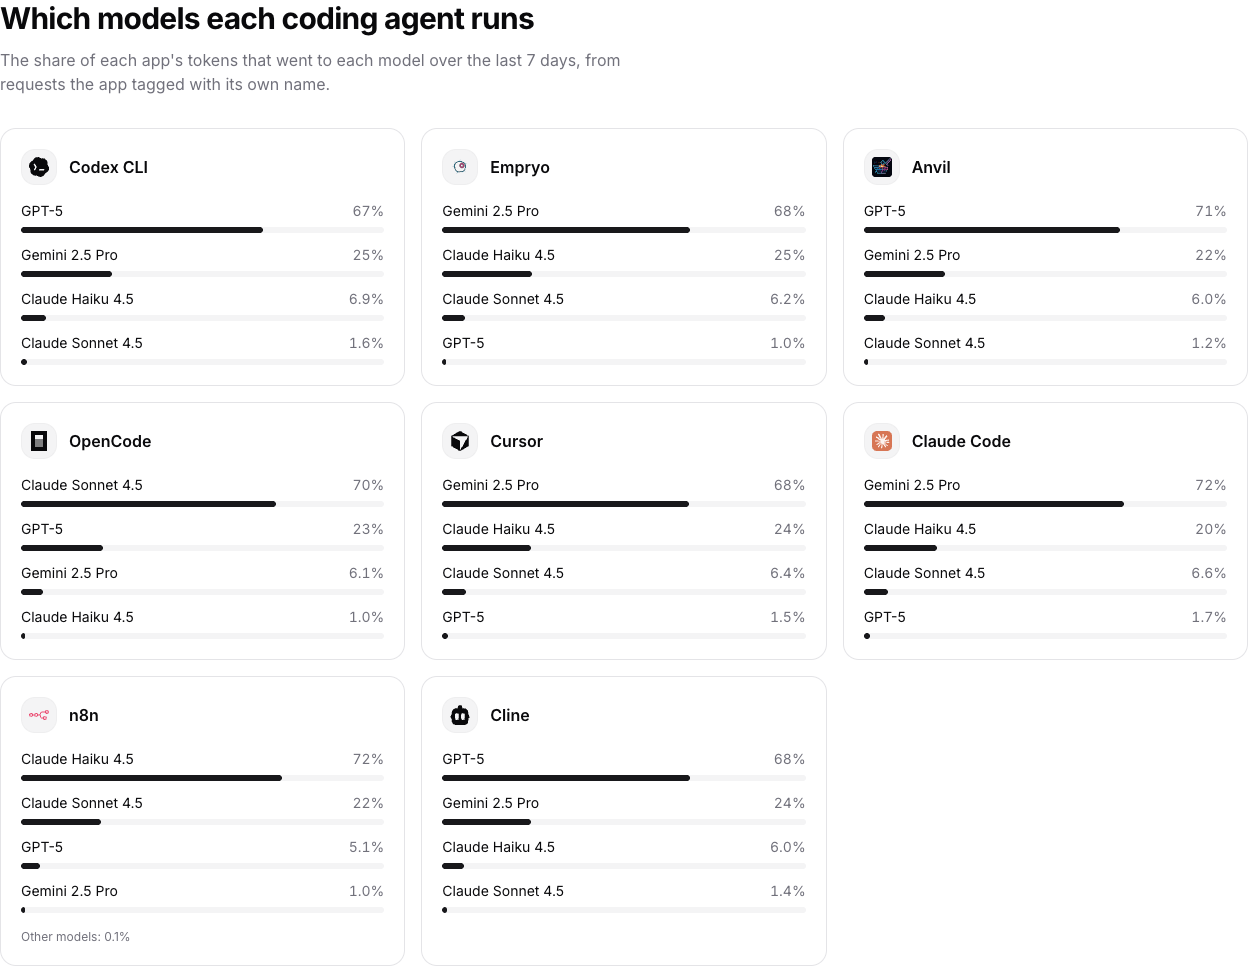 Which models each coding agent runs
The share of each app's tokens that went to each model over the last 7 days, from
requests the app tagged with its own name.
Codex CLI
GPT-5 67%
Gemini 2.5 Pro 25%
Claude Haiku 4.5 6.9%
Claude Sonnet 4.5 1.6%
Empryo
Gemini 2.5 Pro 68%
Claude Haiku 4.5 25%
Claude Sonnet 4.5 6.2%
GPT-5 1.0%
Anvil
GPT-5 71%
Gemini 2.5 Pro 22%
Claude Haiku 4.5 6.0%
Claude Sonnet 4.5 1.2%
OpenCode
Claude Sonnet 4.5 70%
GPT-5 23%
Gemini 2.5 Pro 6.1%
Claude Haiku 4.5 1.0%
Cursor
Gemini 2.5 Pro 68%
Claude Haiku 4.5 24%
Claude Sonnet 4.5 6.4%
GPT-5 1.5%
Claude Code
Gemini 2.5 Pro 72%
Claude Haiku 4.5 20%
Claude Sonnet 4.5 6.6%
GPT-5 1.7%
n8n
Claude Haiku 4.5 72%
Claude Sonnet 4.5 22%
GPT-5 5.1%
Gemini 2.5 Pro 1.0%
Other models: 0.1%
Cline
GPT-5 68%
Gemini 2.5 Pro 24%
Claude Haiku 4.5 6.0%
Claude Sonnet 4.5 1.4%